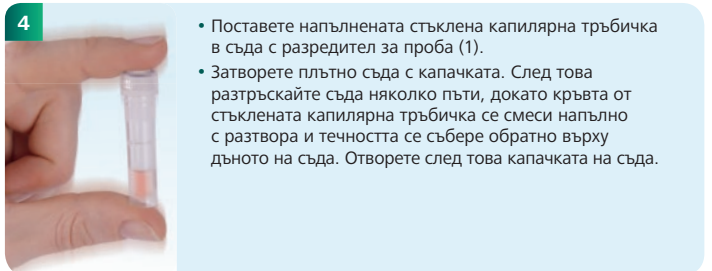 4
• Поставете напълнената стъклена капилярна тръбичка
в съда с разредител за проба (1).
• Затворете плътно съда с капачката. След това
разтръскайте съда няколко пъти, докато кръвта от
стъклената капилярна тръбичка се смеси напълно
с разтвора и течността се събере обратно върху
дъното на съда. Отворете след това капачката на съда.